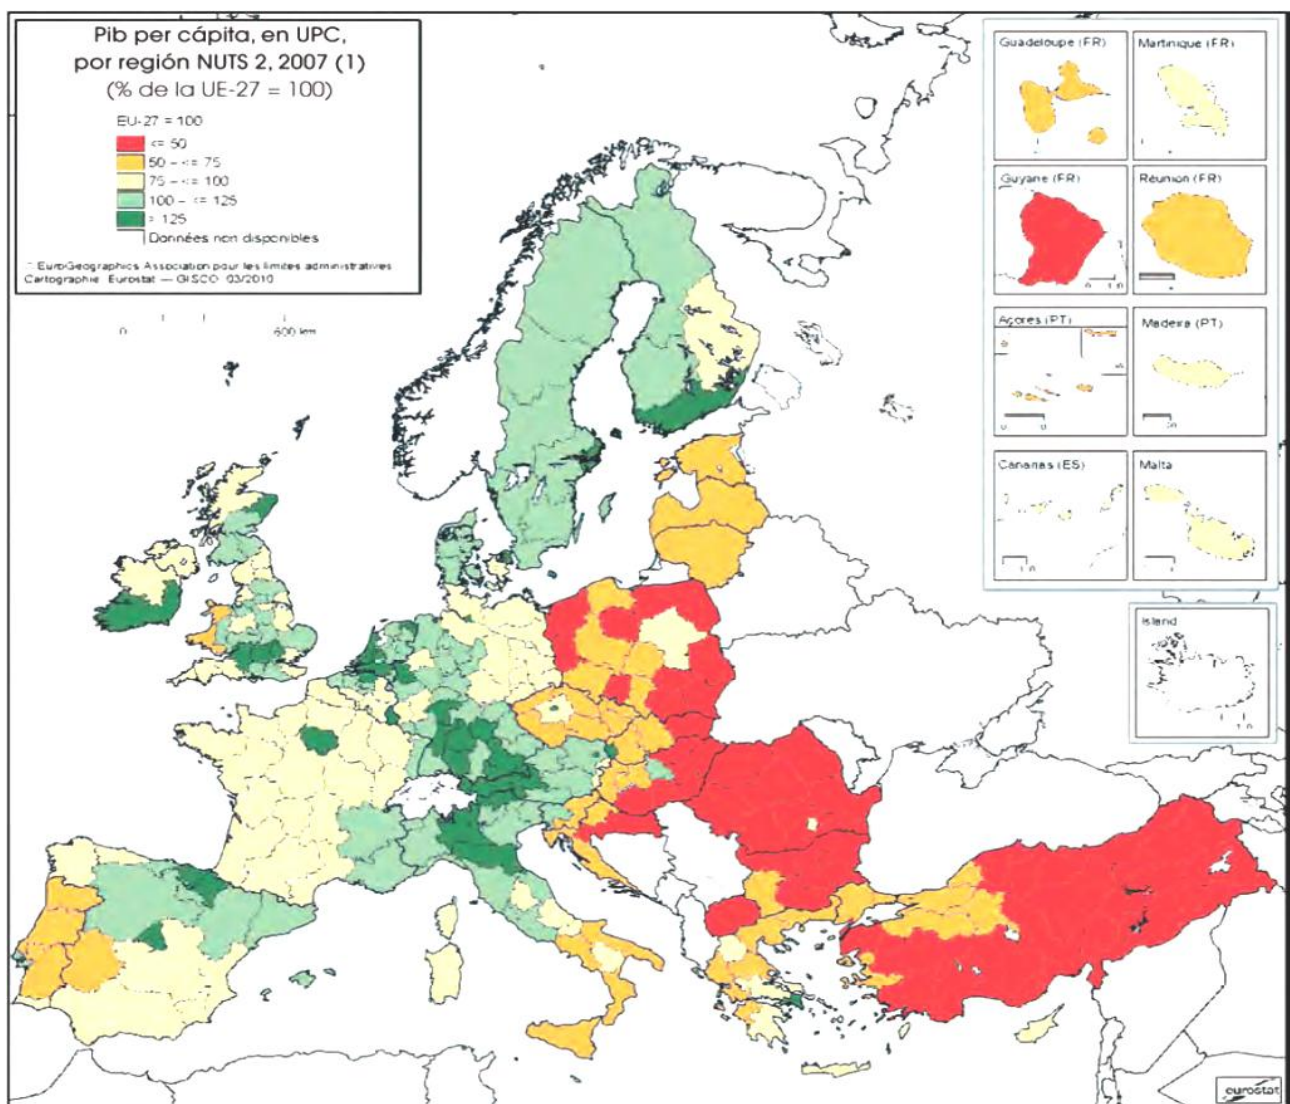 Pib per cápita, en UPC,
por región NUTS 2, 2007 (1)
(% de la UE-27 = 100)
EU-27 = 100
<= 50
50 – <= 75
75 – <= 100
100 – <= 125
> 125
Données non disponibles
EuroGeographics Association pour les limites administratives
Cartographie Eurostat — GISCO 03/2010
0
600 km
Guadeloupe (FR)
Martinique (FR)
Guyane (FR)
Réunion (FR)
Açores (PT)
Madeira (PT)
Canarias (ES)
Malta
Island
eurostat